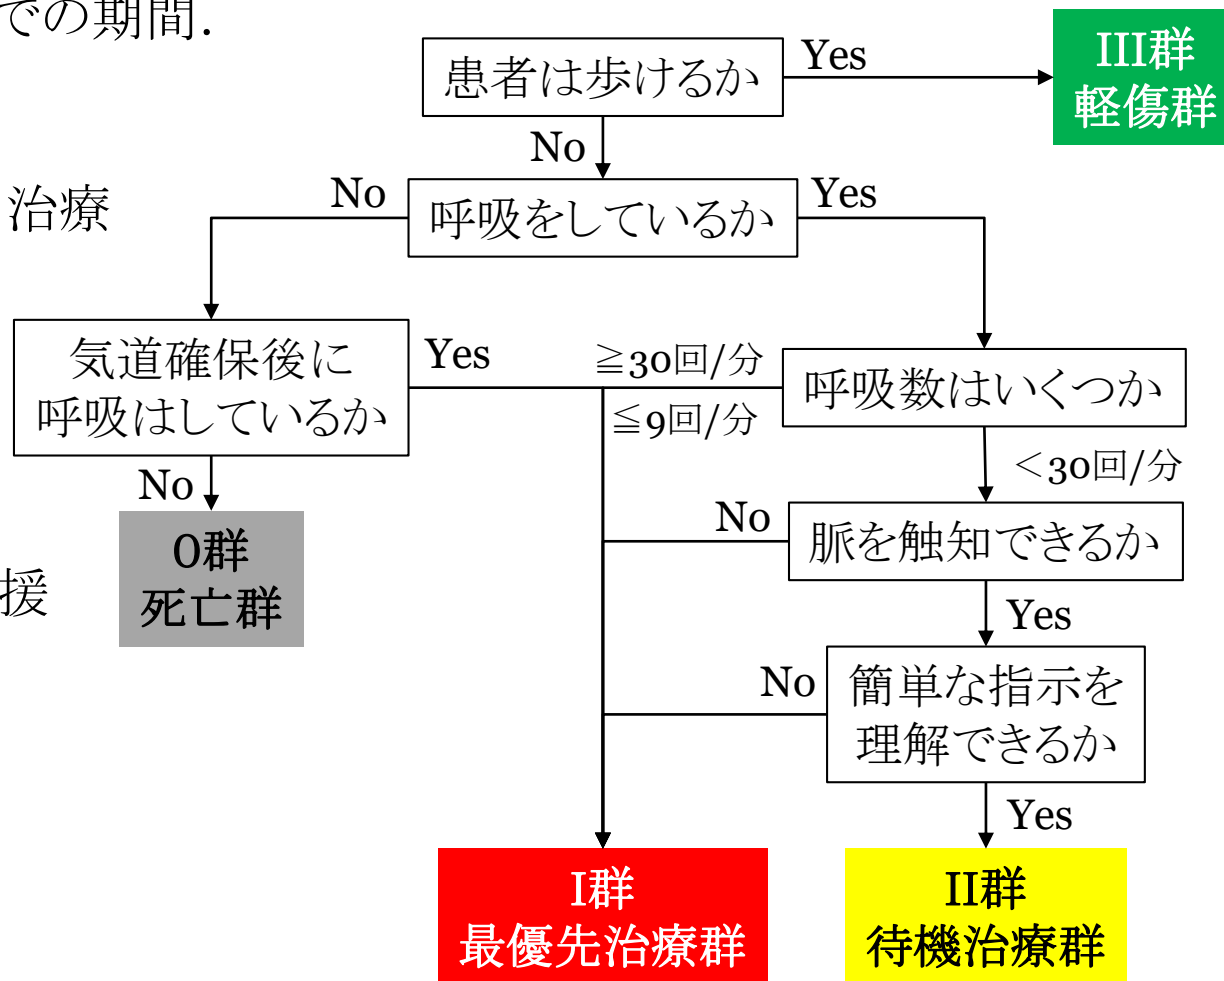 での期間.
患者は歩けるか
Yes
III群
軽傷群
No
治療
No
呼吸をしているか
Yes
気道確保後に
呼吸はしているか
Yes
≧30回/分
≦9回/分
呼吸数はいくつか
No
<30回/分
0群
死亡群
No
脈を触知できるか
援
Yes
No
簡単な指示を
理解できるか
Yes
I群
最優先治療群
II群
待機治療群